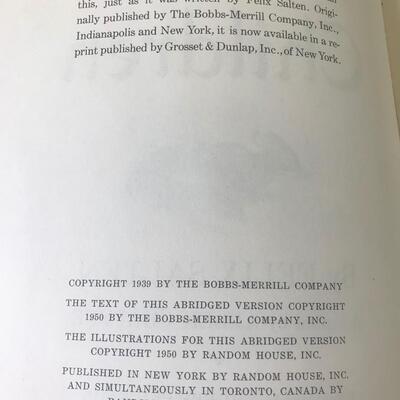 this, just as it was written by Felix Salten. Origi-
nally published by The Bobbs-Merrill Company, Inc.,
Indianapolis and New York, it is now available in a re-
print published by Grosset & Dunlap, Inc., of New York.
COPYRIGHT 1939 BY THE BOBBS-MERRILL COMPANY
THE TEXT OF THIS ABRIDGED VERSION COPYRIGHT
1950 BY THE BOBBS-MERRILL COMPANY, INC.
THE ILLUSTRATIONS FOR THIS ABRIDGED VERSION
COPYRIGHT 1950 BY RANDOM HOUSE, INC.
PUBLISHED IN NEW YORK BY RANDOM HOUSE, INC.
AND SIMULTANEOUSLY IN TORONTO, CANADA BY